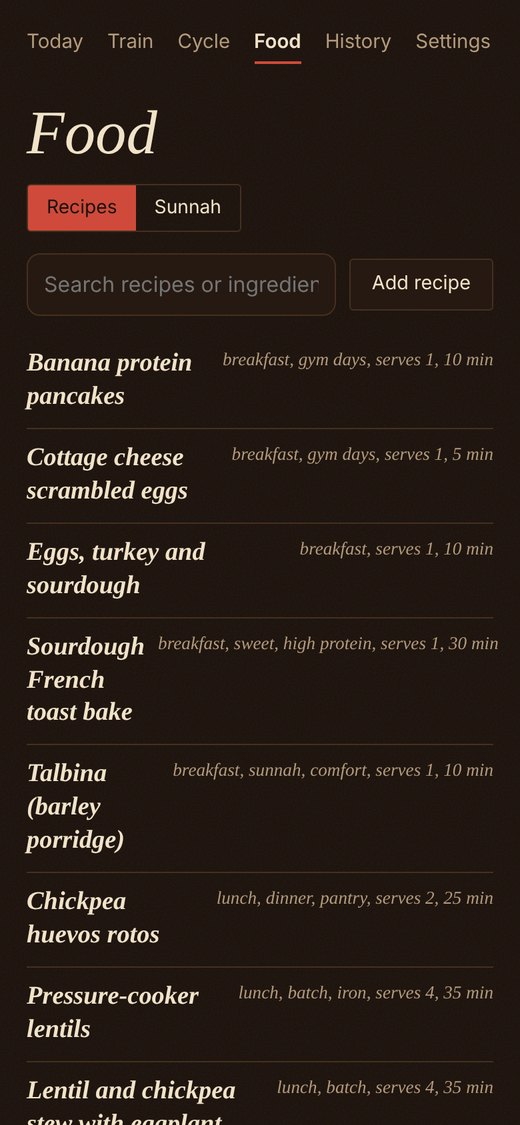 Today Train Cycle Food History Settings
Food
Recipes Sunnah
Search recipes or ingredien Add recipe
Banana protein breakfast, gym days, serves 1, 10 min
pancakes
Cottage cheese breakfast, gym days, serves 1, 5 min
scrambled eggs
Eggs, turkey and breakfast, serves 1, 10 min
sourdough
Sourdough breakfast, sweet, high protein, serves 1, 30 min
French
toast bake
Talbina breakfast, sunnah, comfort, serves 1, 10 min
(barley
porridge)
Chickpea lunch, dinner, pantry, serves 2, 25 min
huevos rotos
Pressure-cooker lunch, batch, iron, serves 4, 35 min
lentils
Lentil and chickpea lunch, batch, serves 4, 35 min
stew with eggplant